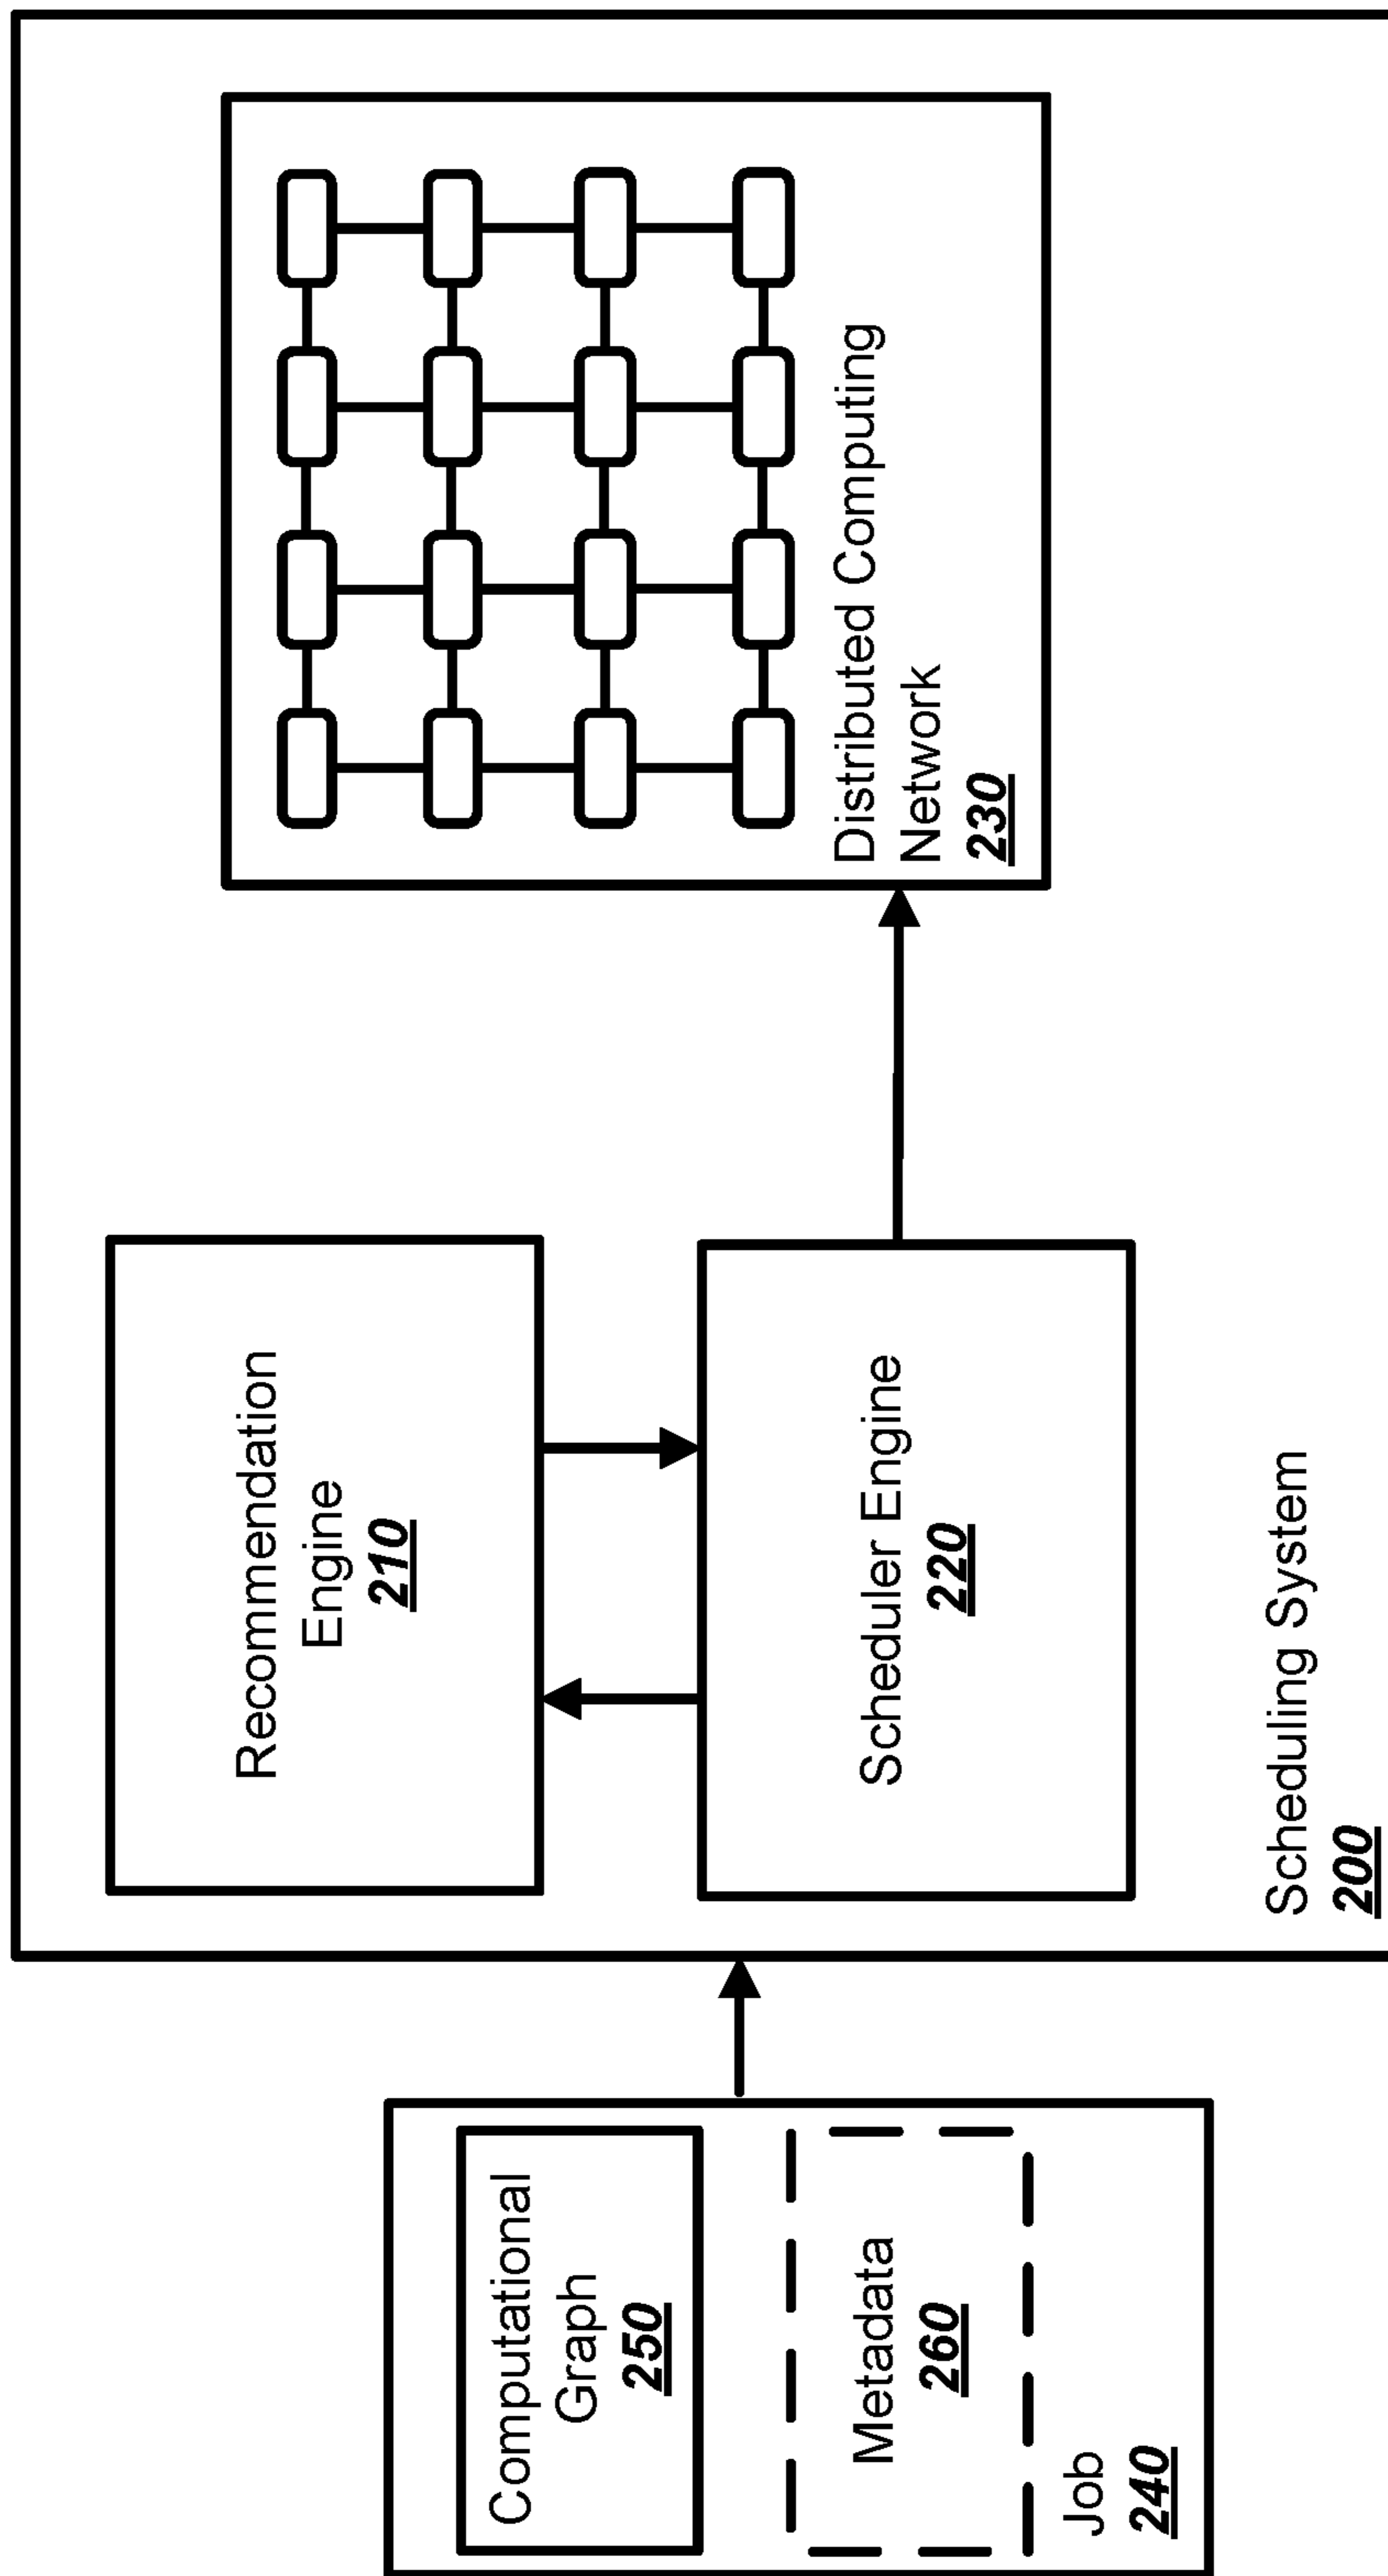 Computational
Graph
250
Metadata
260
Job
240
Recommendation
Engine
210
Scheduler Engine
220
Scheduling System
200
Distributed Computing
Network
230